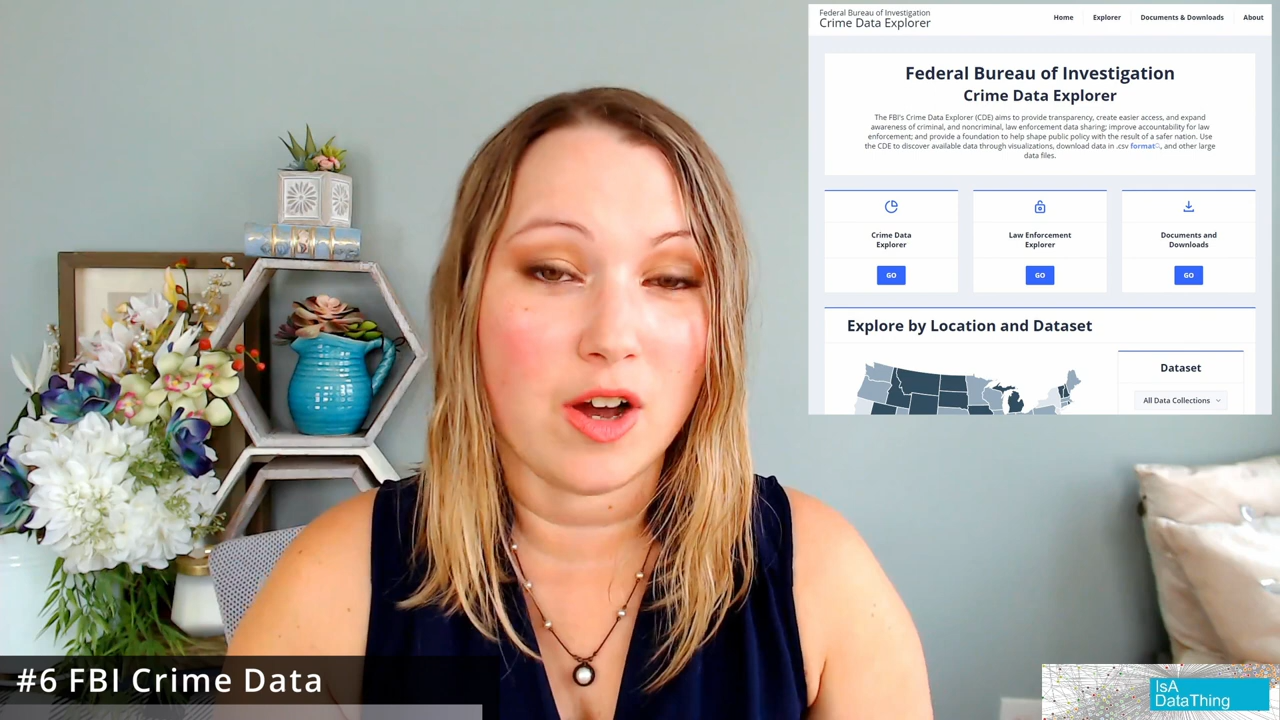 Federal Bureau of Investigation
Crime Data Explorer
Home
Explorer
Documents & Downloads
About
Federal Bureau of Investigation
Crime Data Explorer
The FBI's Crime Data Explorer (CDE) aims to provide transparency, create easier access, and expand
awareness of criminal, and noncriminal, law enforcement data sharing; improve accountability for law
enforcement; and provide a foundation to help shape public policy with the result of a safer nation. Use
the CDE to discover available data through visualizations, download data in .csv format, and other large
data files.
Crime Data
Explorer
GO
Law Enforcement
Explorer
GO
Documents and
Downloads
GO
Explore by Location and Dataset
Dataset
All Data Collections
#6 FBI Crime Data
IsA
DataThing